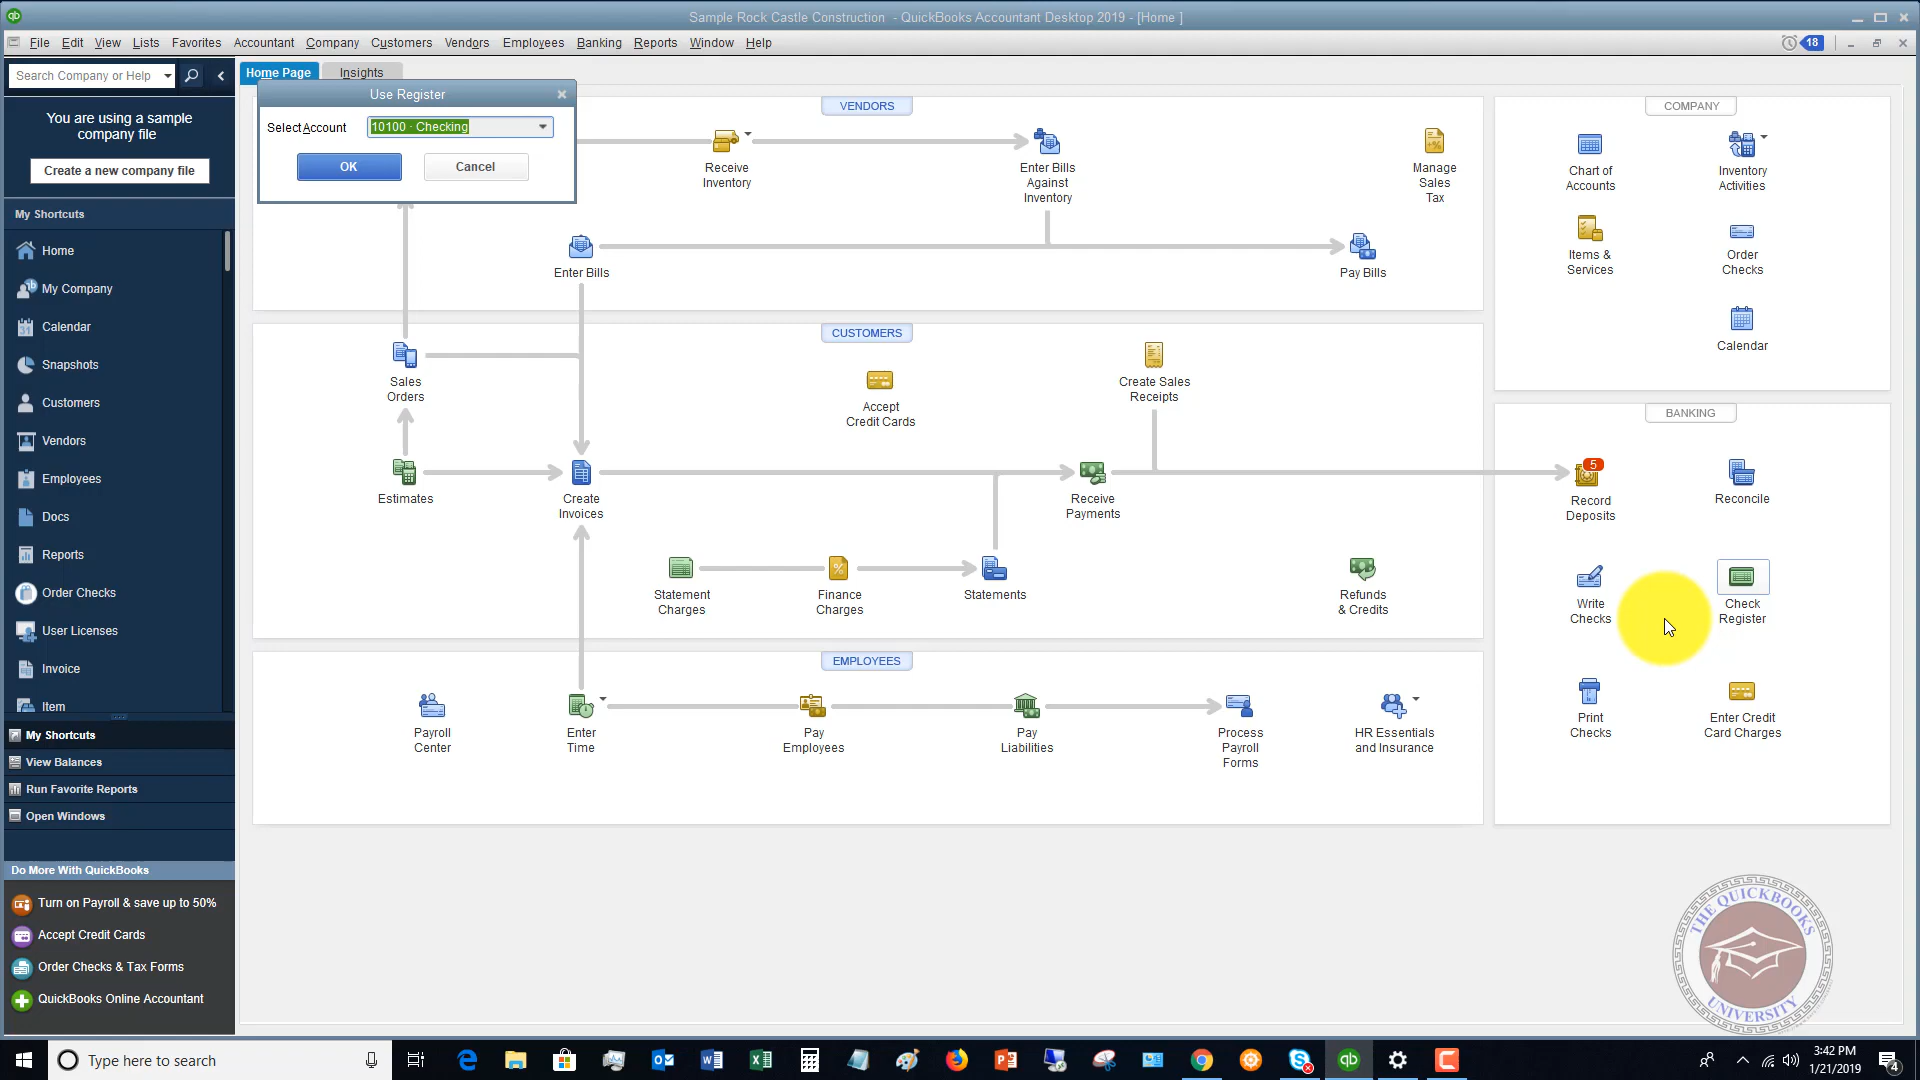 Sample Rock Castle Construction - QuickBooks Accountant Desktop 2019 - [Home ]
File Edit View Lists Favorites Accountant Company Customers Vendors Employees Banking Reports Window Help
18
Search Company or Help
Home Page
Insights
You are using a sample
company file
Create a new company file
My Shortcuts
Home
My Company
Calendar
Snapshots
Customers
Vendors
Employees
Docs
Reports
Order Checks
User Licenses
Invoice
Item
My Shortcuts
View Balances
Run Favorite Reports
Open Windows
Do More With QuickBooks
Turn on Payroll & save up to 50%
Accept Credit Cards
Order Checks & Tax Forms
QuickBooks Online Accountant
Use Register
Select Account
10100 · Checking
OK
Cancel
VENDORS
Receive
Inventory
Enter Bills
Against
Inventory
Manage
Sales
Tax
Enter Bills
Pay Bills
CUSTOMERS
Sales
Orders
Accept
Credit Cards
Create Sales
Receipts
Estimates
Create
Invoices
Receive
Payments
Statement
Charges
Finance
Charges
Statements
Refunds
& Credits
EMPLOYEES
Payroll
Center
Enter
Time
Pay
Employees
Pay
Liabilities
Process
Payroll
Forms
HR Essentials
and Insurance
COMPANY
Chart of
Accounts
Inventory
Activities
Items &
Services
Order
Checks
Calendar
BANKING
5
Record
Deposits
Reconcile
Write
Checks
Check
Register
Print
Checks
Enter Credit
Card Charges
THE QUICKBOOKS
UNIVERSITY
Type here to search
3:42 PM
1/21/2019
4